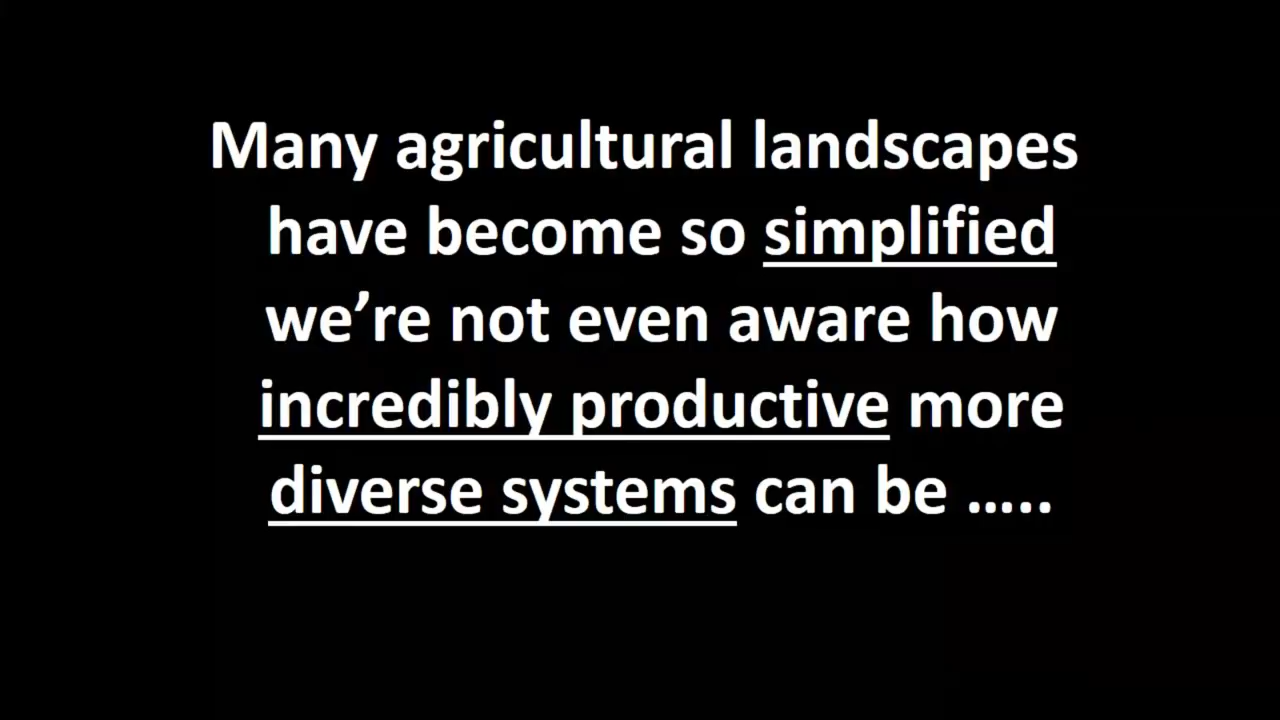 Many agricultural landscapes
have become so simplified
we’re not even aware how
incredibly productive more
diverse systems can be …..